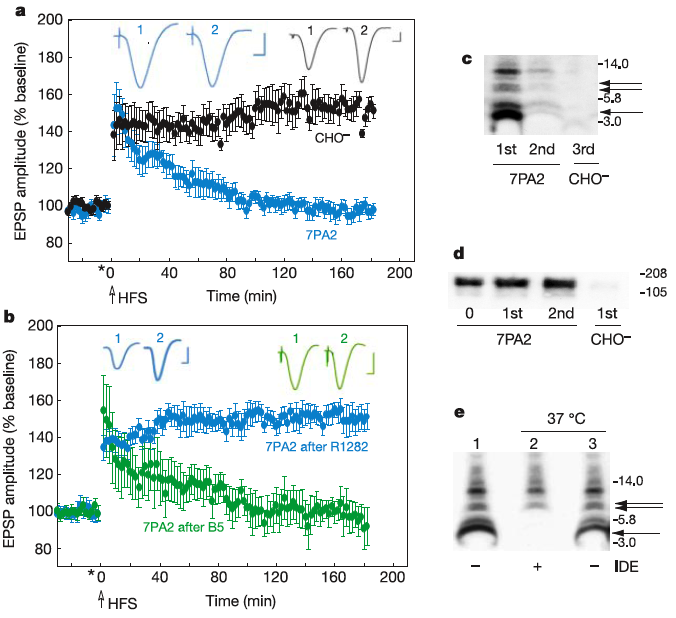 a
200
180
160
140
120
100
80
EPSP amplitude (% baseline)
1 2 1 2
CHO⁻
7PA2
*0 40 80 120 160 200
HFS Time (min)
b
200
180
160
140
120
100
80
EPSP amplitude (% baseline)
1 2 1 2
7PA2 after R1282
7PA2 after B5
*0 40 80 120 160 200
HFS Time (min)
c
-14.0
-5.8
-3.0
1st 2nd 3rd
7PA2 CHO⁻
d
-208
-105
0 1st 2nd 1st
7PA2 CHO⁻
e
37 °C
1 2 3
-14.0
-5.8
-3.0
− + − IDE